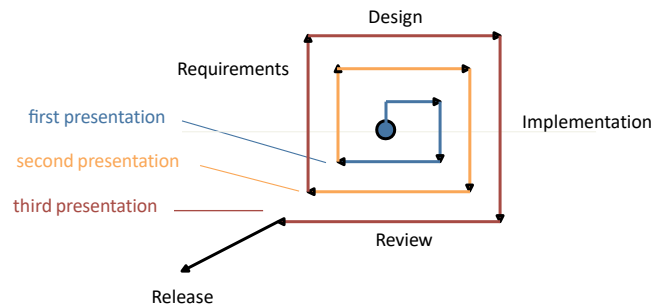 Design
Requirements
first presentation
Implementation
second presentation
third presentation
Review
Release